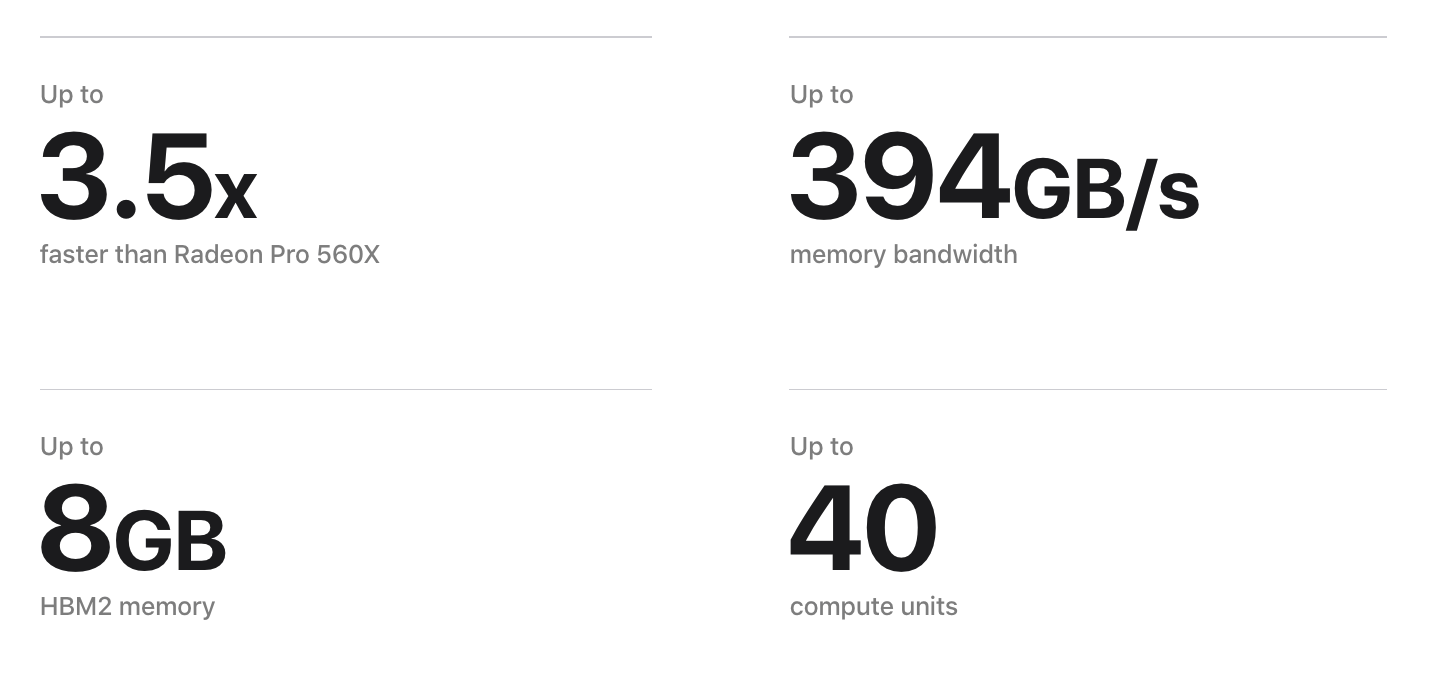 Up to
3.5x
faster than Radeon Pro 560X
Up to
394GB/s
memory bandwidth
Up to
8GB
HBM2 memory
Up to
40
compute units